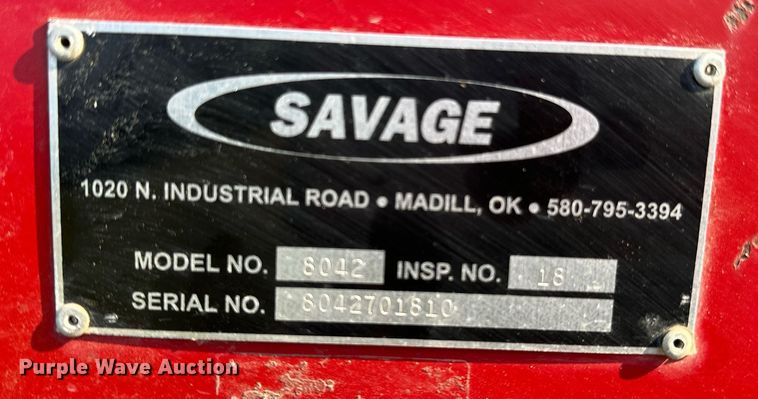 SAVAGE
1020 N. INDUSTRIAL ROAD • MADILL, OK • 580-795-3394
MODEL NO. 8042 INSP. NO. 18
SERIAL NO. 8042701810
Purple Wave Auction